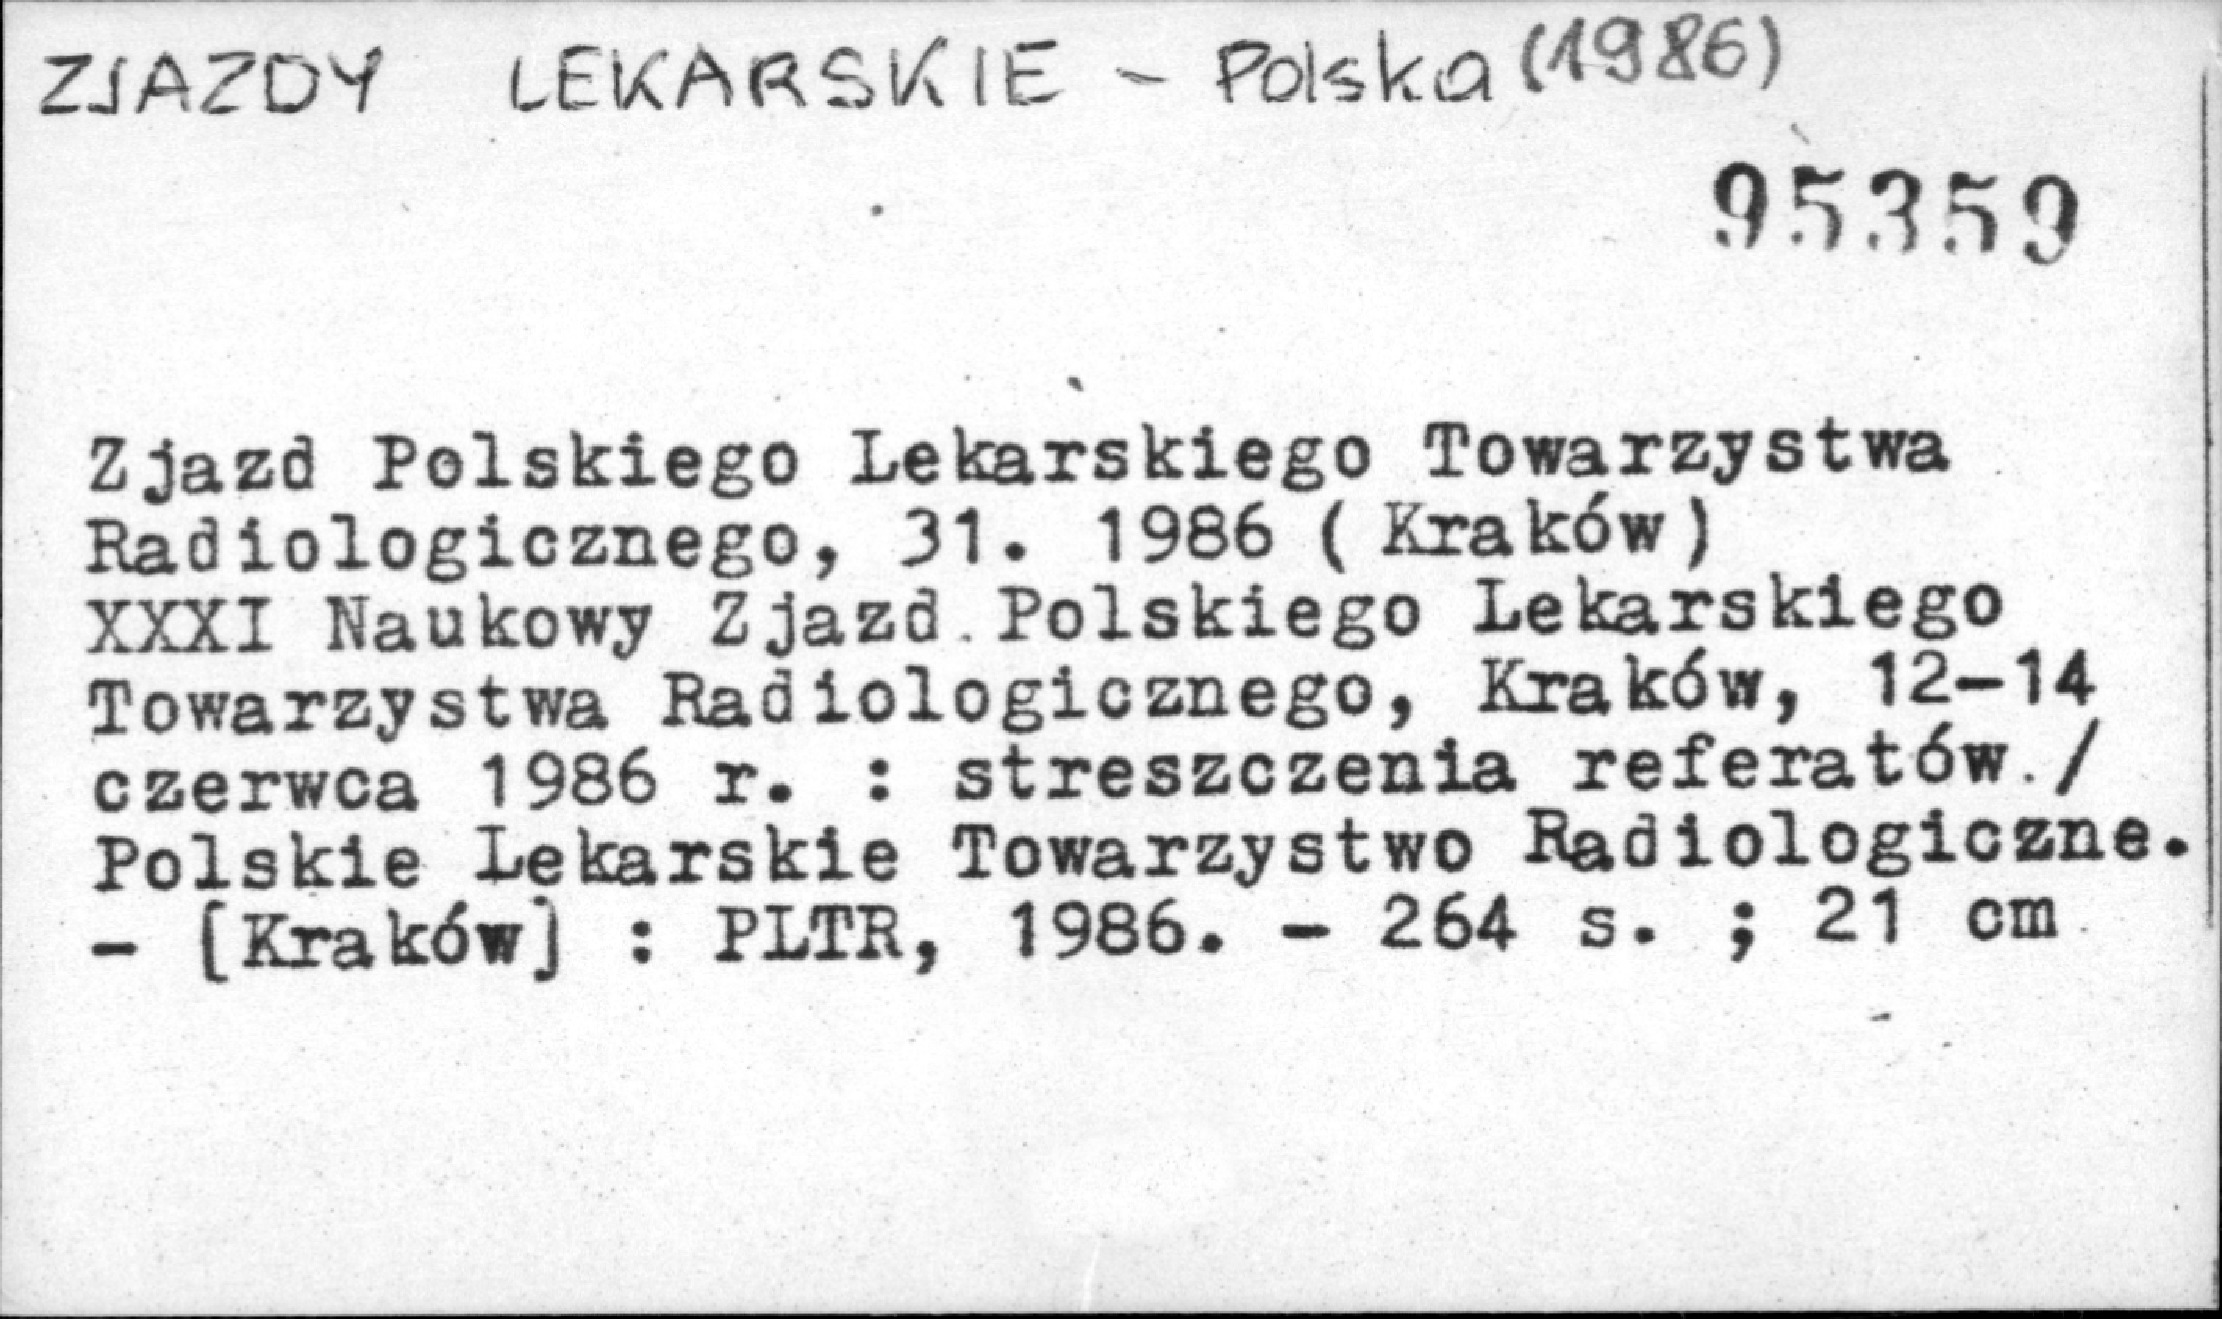 ZJAZDY LEKARSKIE - Polska (1986)
95359
Zjazd Polskiego Lekarskiego Towarzystwa
Radiologicznego, 31. 1986 (Kraków)
XXXI Naukowy Zjazd Polskiego Lekarskiego
Towarzystwa Radiologicznego, Kraków, 12-14
czerwca 1986 r. : streszczenia referatów /
Polskie Lekarskie Towarzystwo Radiologiczne.
- [Kraków] : PLTR, 1986. - 264 s. ; 21 cm